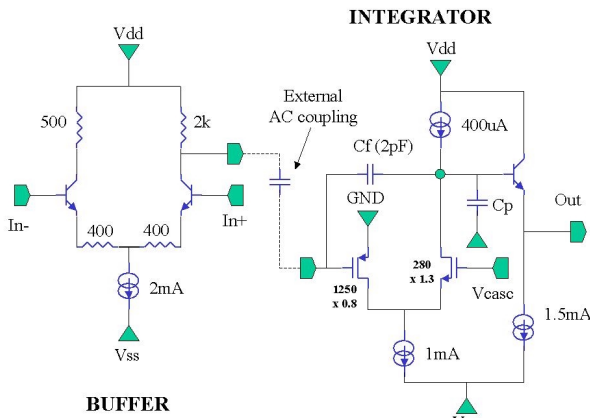 INTEGRATOR
Vdd
Vdd
External
AC coupling
500
2k
400uA
Cf (2pF)
GND
Cp
Out
In-
In+
400
400
1250
x 0.8
280
x 1.3
Vcasc
2mA
1.5mA
1mA
Vss
BUFFER